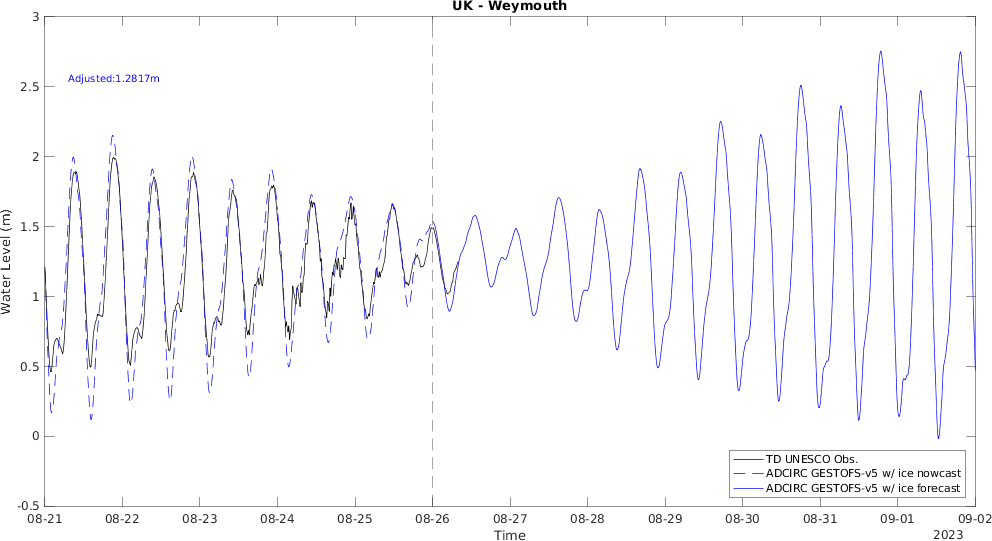 UK - Weymouth
3
2.5
2
1.5
1
0.5
0
-0.5
Water Level (m)
Adjusted:1.2817m
TD UNESCO Obs.
ADCIRC GESTOFS-v5 w/ ice nowcast
ADCIRC GESTOFS-v5 w/ ice forecast
08-21 08-22 08-23 08-24 08-25 08-26 08-27 08-28 08-29 08-30 08-31 09-01 09-02
Time
2023